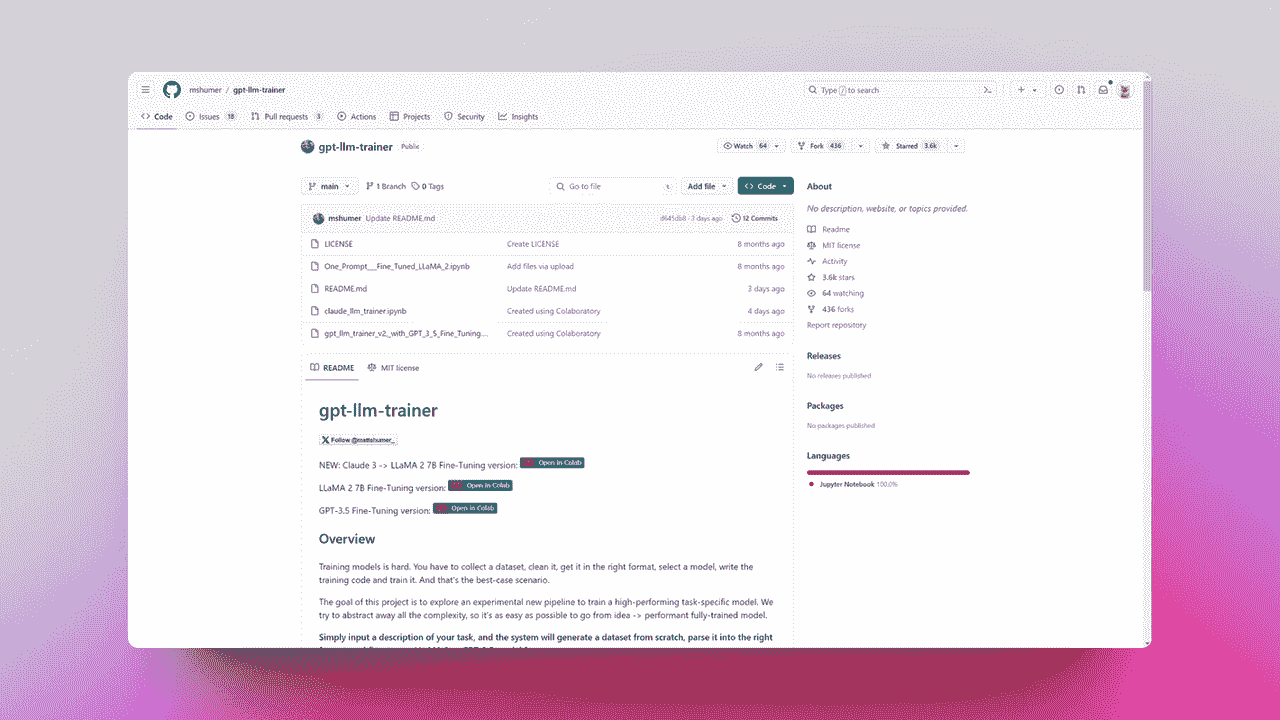 mshumer / gpt-llm-trainer
Type / to search
Code Issues 18 Pull requests 3 Actions Projects Security Insights
gpt-llm-trainer Public
Watch 64 Fork 436 Starred 3.6k
main 1 Branch 0 Tags Go to file t Add file Code
mshumer Update README.md d645db8 · 3 days ago 12 Commits
LICENSE Create LICENSE 8 months ago
One_Prompt___Fine_Tuned_LLaMA_2.ipynb Add files via upload 8 months ago
README.md Update README.md 3 days ago
claude_llm_trainer.ipynb Created using Colaboratory 4 days ago
gpt_llm_trainer_v2,_with_GPT_3_5_Fine_Tuning... Created using Colaboratory 8 months ago
README MIT license
gpt-llm-trainer
Follow @mattshumer_
NEW: Claude 3 -> LLaMA 2 7B Fine-Tuning version: Open in Colab
LLaMA 2 7B Fine-Tuning version: Open in Colab
GPT-3.5 Fine-Tuning version: Open in Colab
Overview
Training models is hard. You have to collect a dataset, clean it, get it in the right format, select a model, write the
training code and train it. And that's the best-case scenario.
The goal of this project is to explore an experimental new pipeline to train a high-performing task-specific model. We
try to abstract away all the complexity, so it's as easy as possible to go from idea -> performant fully-trained model.
Simply input a description of your task, and the system will generate a dataset from scratch, parse it into the right
About
No description, website, or topics provided.
Readme
MIT license
Activity
3.6k stars
64 watching
436 forks
Report repository
Releases
No releases published
Packages
No packages published
Languages
Jupyter Notebook 100.0%